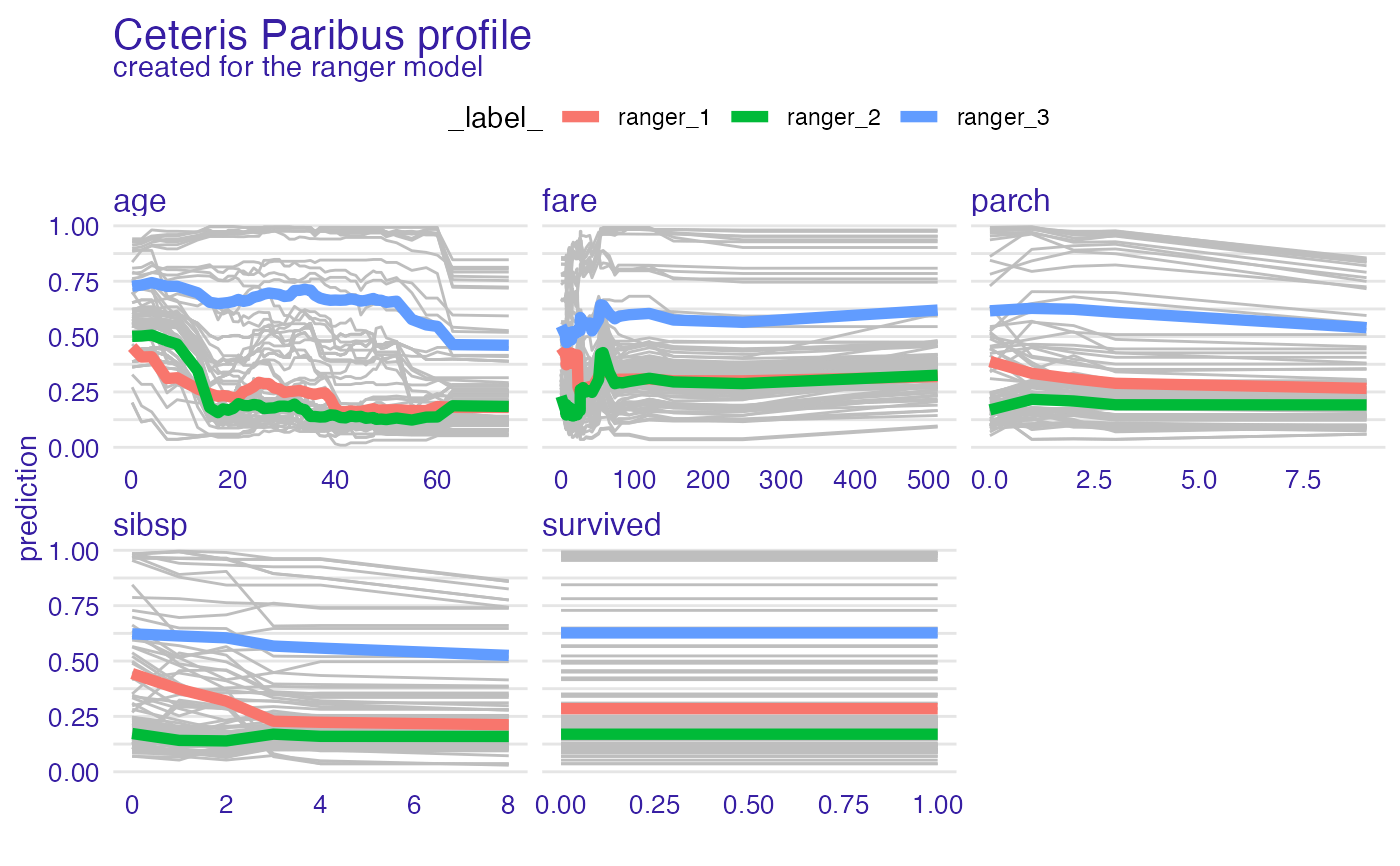 Ceteris Paribus profile
created for the ranger model
_label_ ranger_1 ranger_2 ranger_3
age fare parch
1.00
0.75
0.50
0.25
0.00
0 20 40 60 0 100 200 300 400 500 0.0 2.5 5.0 7.5
prediction
sibsp survived
1.00
0.75
0.50
0.25
0.00
0 2 4 6 8 0.00 0.25 0.50 0.75 1.00